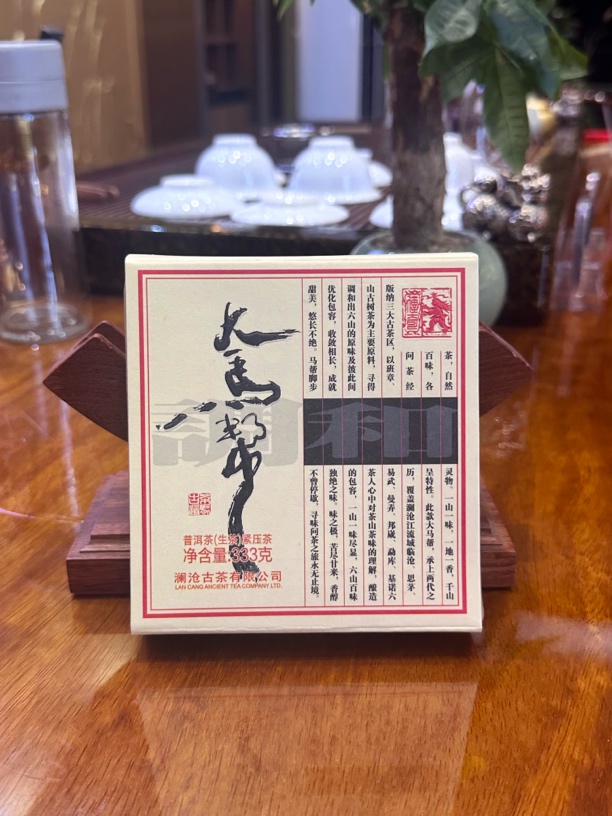 大馬幫
調和
茶，自然灵物，一山一味，一地一香，千山
百味，各呈特性。此款大马帮，承上两代之
问茶经历，覆盖澜沧江流域临沧、思茅、
版纳三大古茶区，以班章、易武、曼弄、邦崴、勐库、基诺六
山古树茶为主要原料，寻得茶人心中对茶山茶味的理解，酿造
调和出六山的原味及彼此间的包容，一山一味尽显，六山百味
优化包容，收敛相长，成就独绝之味，味之极，苦尽甘来，香醇
甜美，悠长不绝。马帮脚步不曾停歇，寻味问茶之旅永无止境。
普洱茶(生茶)紧压茶
净含量:333克
澜沧古茶有限公司
LAN CANG ANCIENT TEA COMPANY LTD.